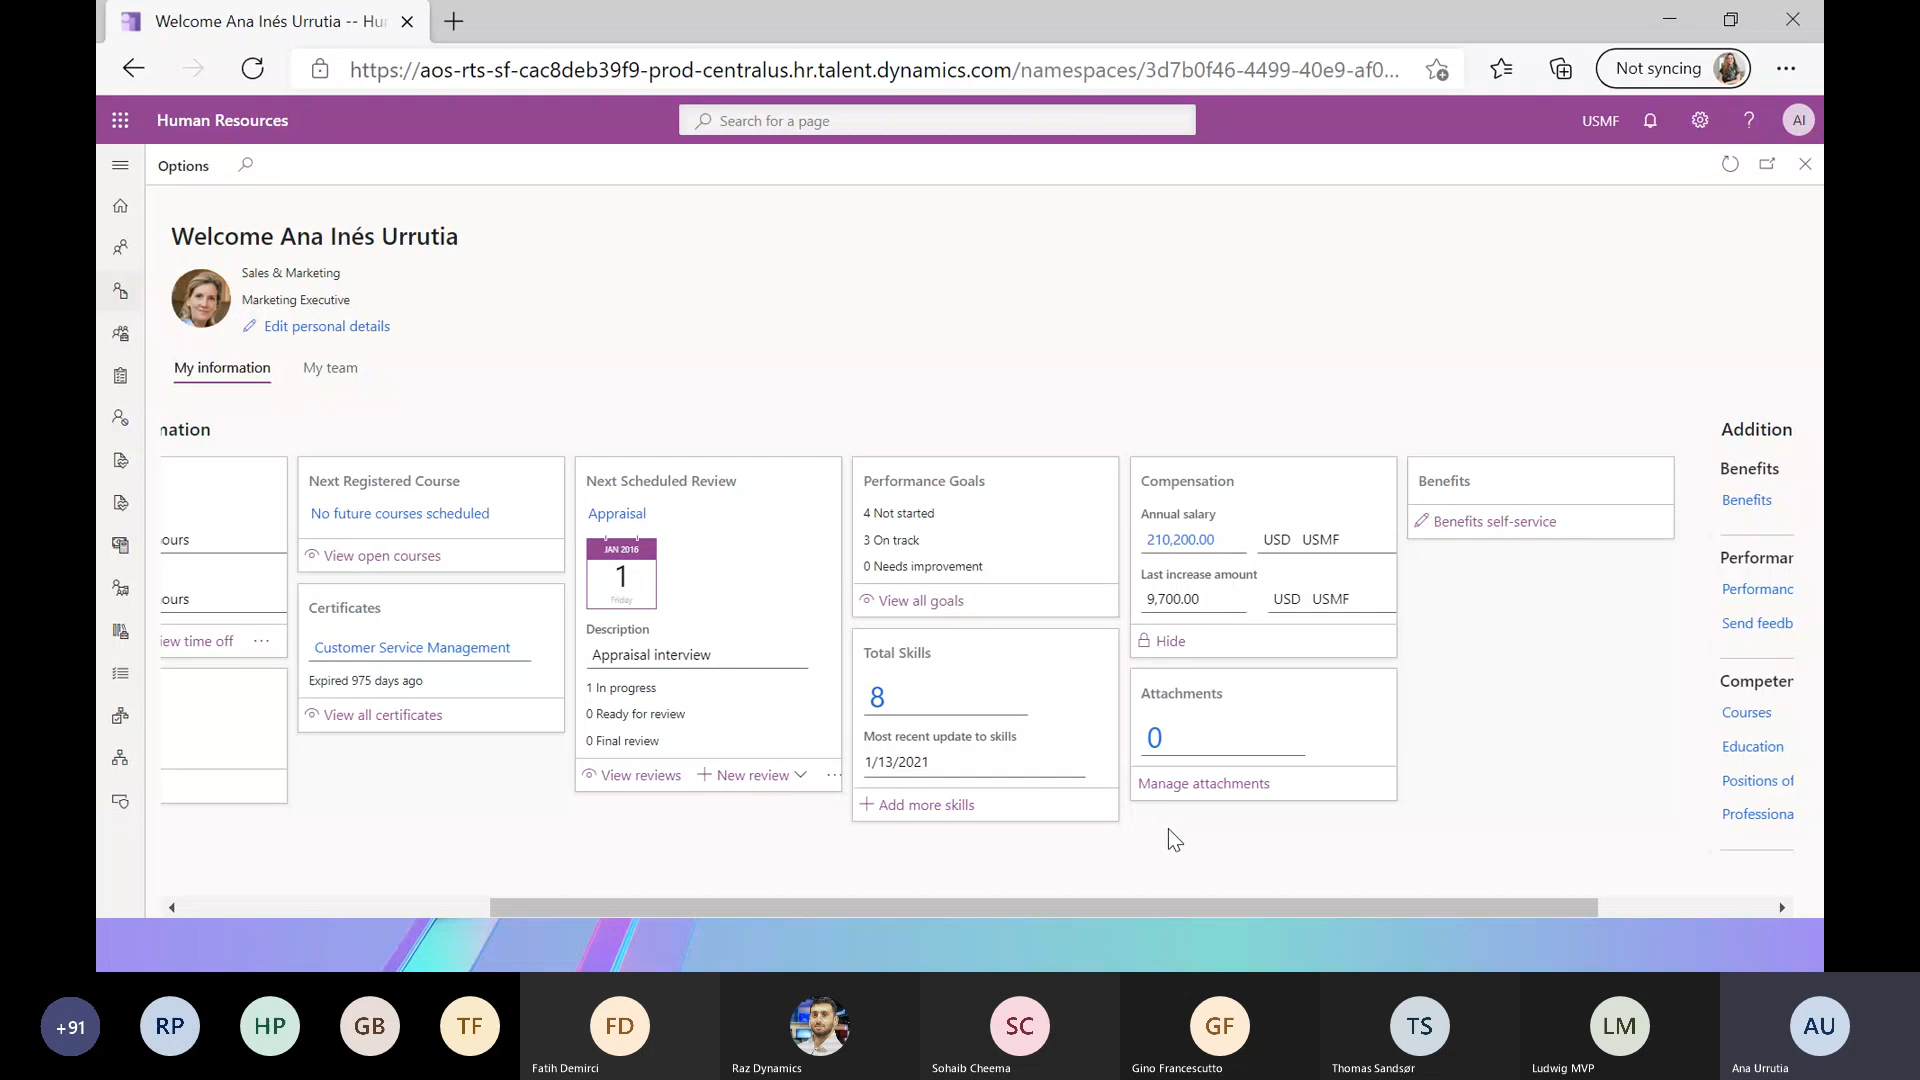 Welcome Ana Inés Urrutia -- Hu
https://aos-rts-sf-cac8deb39f9-prod-centralus.hr.talent.dynamics.com/namespaces/3d7b0f46-4499-40e9-af0...
Not syncing
Human Resources
Search for a page
USMF
?
AI
Options
Welcome Ana Inés Urrutia
Sales & Marketing
Marketing Executive
Edit personal details
My information
My team
nation
ours
ours
iew time off
Next Registered Course
No future courses scheduled
View open courses
Certificates
Customer Service Management
Expired 975 days ago
View all certificates
Next Scheduled Review
Appraisal
JAN 2016
1
Friday
Description
Appraisal interview
1 In progress
0 Ready for review
0 Final review
View reviews
New review
Performance Goals
4 Not started
3 On track
0 Needs improvement
View all goals
Total Skills
8
Most recent update to skills
1/13/2021
Add more skills
Compensation
Annual salary
210,200.00 USD USMF
Last increase amount
9,700.00 USD USMF
Hide
Attachments
0
Manage attachments
Benefits
Benefits self-service
Addition
Benefits
Benefits
Performar
Performanc
Send feedb
Competer
Courses
Education
Positions of
Professiona
+91
RP
HP
GB
TF
FD
Fatih Demirci
Raz Dynamics
SC
Sohaib Cheema
GF
Gino Francescutto
TS
Thomas Sandsør
LM
Ludwig MVP
AU
Ana Urrutia